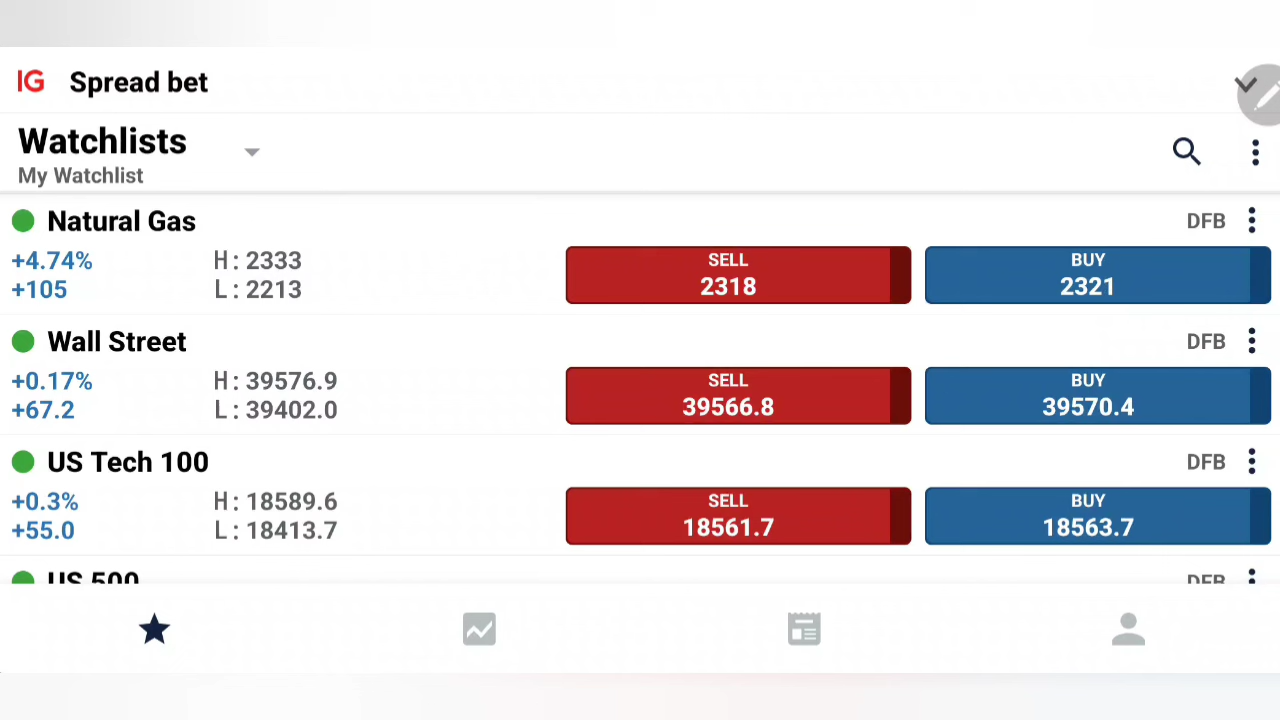 IG Spread bet
Watchlists
My Watchlist
Natural Gas DFB
+4.74% H: 2333 SELL BUY
+105 L: 2213 2318 2321
Wall Street DFB
+0.17% H: 39576.9 SELL BUY
+67.2 L: 39402.0 39566.8 39570.4
US Tech 100 DFB
+0.3% H: 18589.6 SELL BUY
+55.0 L: 18413.7 18561.7 18563.7
US 500 DFB